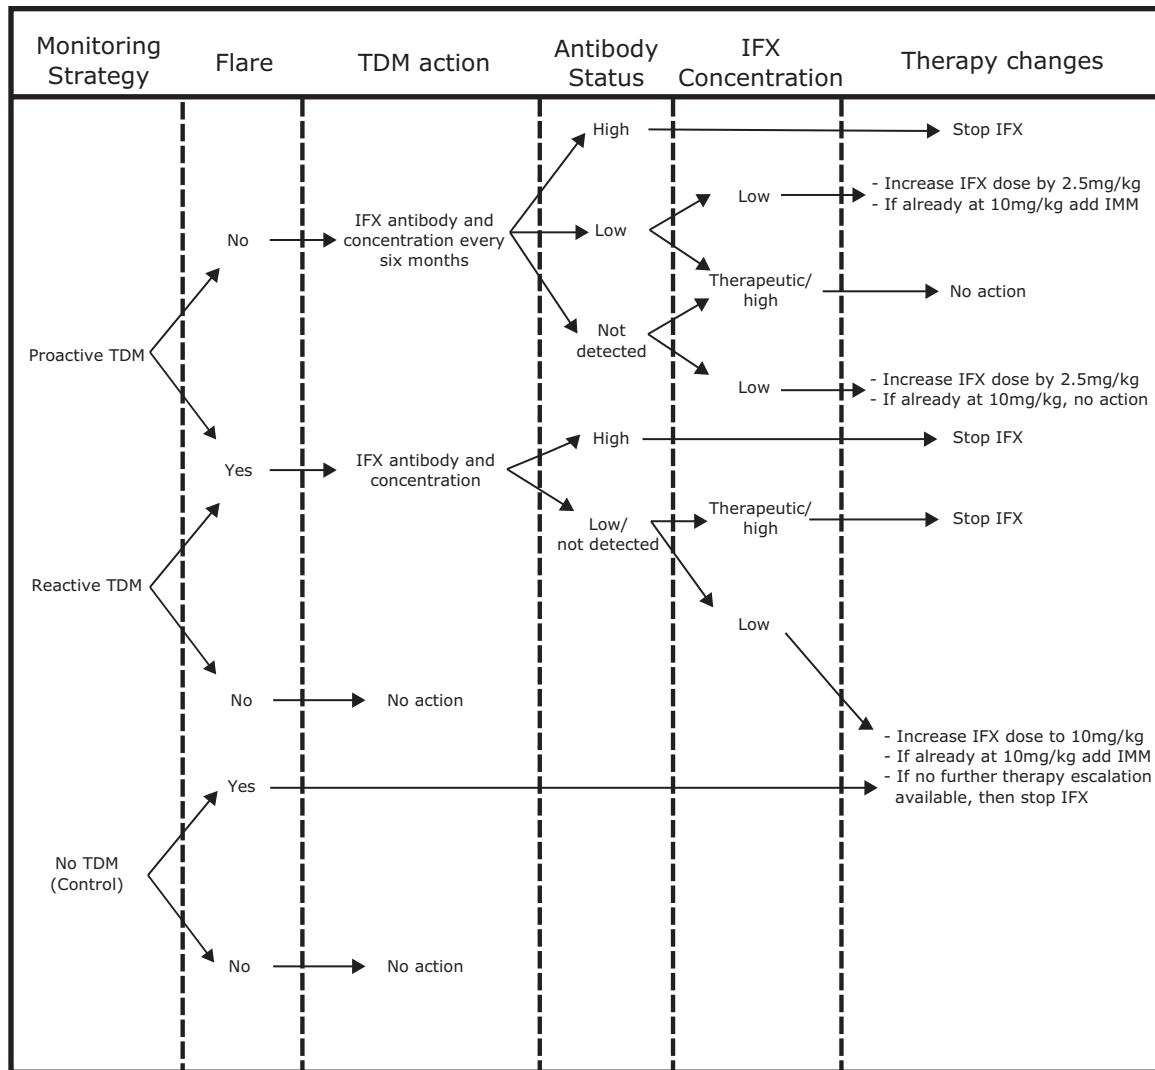 Monitoring
Strategy
Flare
TDM action
Antibody
Status
IFX
Concentration
Therapy changes
High
Stop IFX
- Increase IFX dose by 2.5mg/kg
- If already at 10mg/kg add IMM
Low
IFX antibody and
concentration every
six months
No
Low
Therapeutic/
high
No action
Not
detected
Proactive TDM
- Increase IFX dose by 2.5mg/kg
- If already at 10mg/kg, no action
Low
High
Stop IFX
Yes
IFX antibody and
concentration
Therapeutic/
high
Stop IFX
Low/
not detected
Reactive TDM
Low
No
No action
- Increase IFX dose to 10mg/kg
- If already at 10mg/kg add IMM
- If no further therapy escalation
available, then stop IFX
Yes
No TDM
(Control)
No
No action